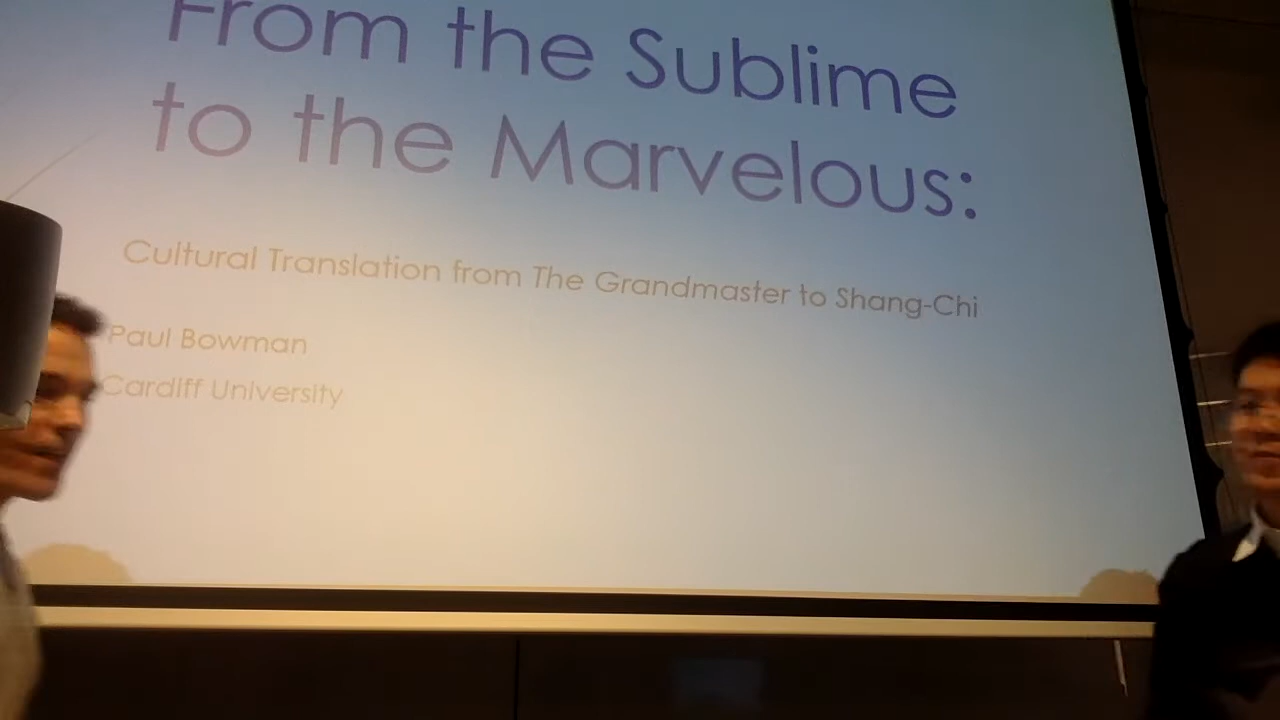 From the Sublime
to the Marvelous:
Cultural Translation from The Grandmaster to Shang-Chi
Paul Bowman
Cardiff University